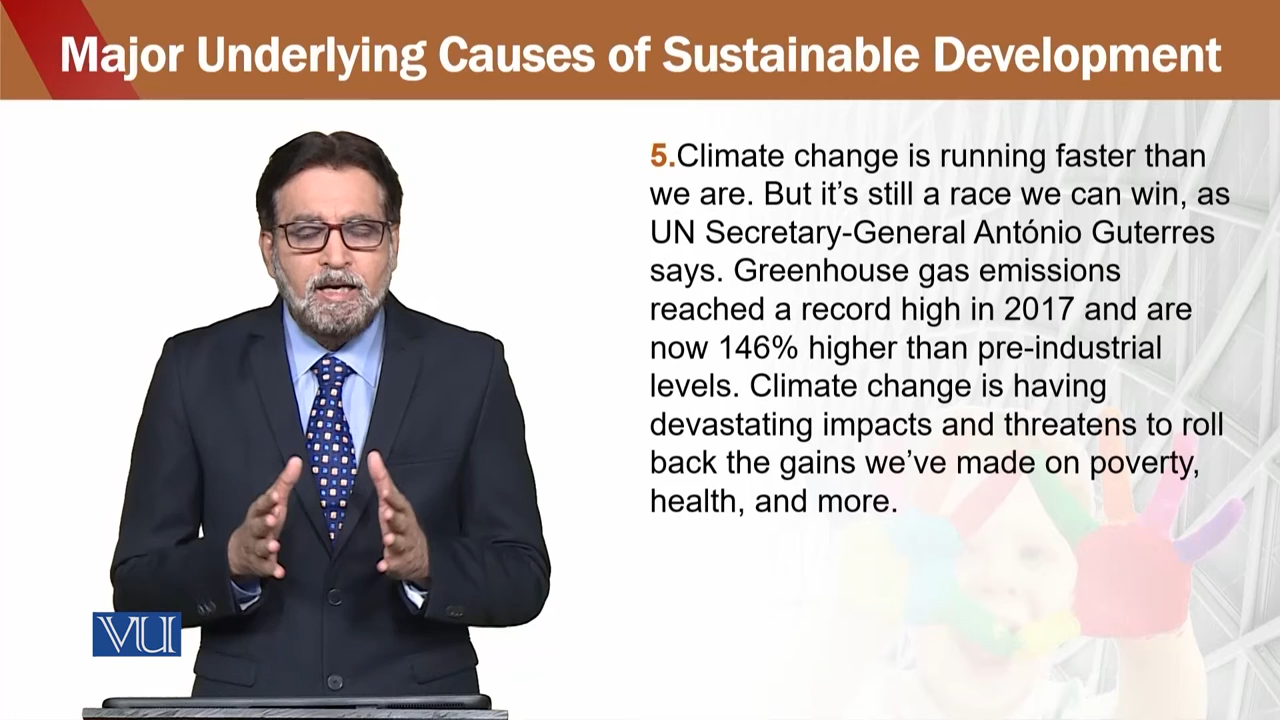 Major Underlying Causes of Sustainable Development
5.Climate change is running faster than
we are. But it’s still a race we can win, as
UN Secretary-General António Guterres
says. Greenhouse gas emissions
reached a record high in 2017 and are
now 146% higher than pre-industrial
levels. Climate change is having
devastating impacts and threatens to roll
back the gains we’ve made on poverty,
health, and more.
VU